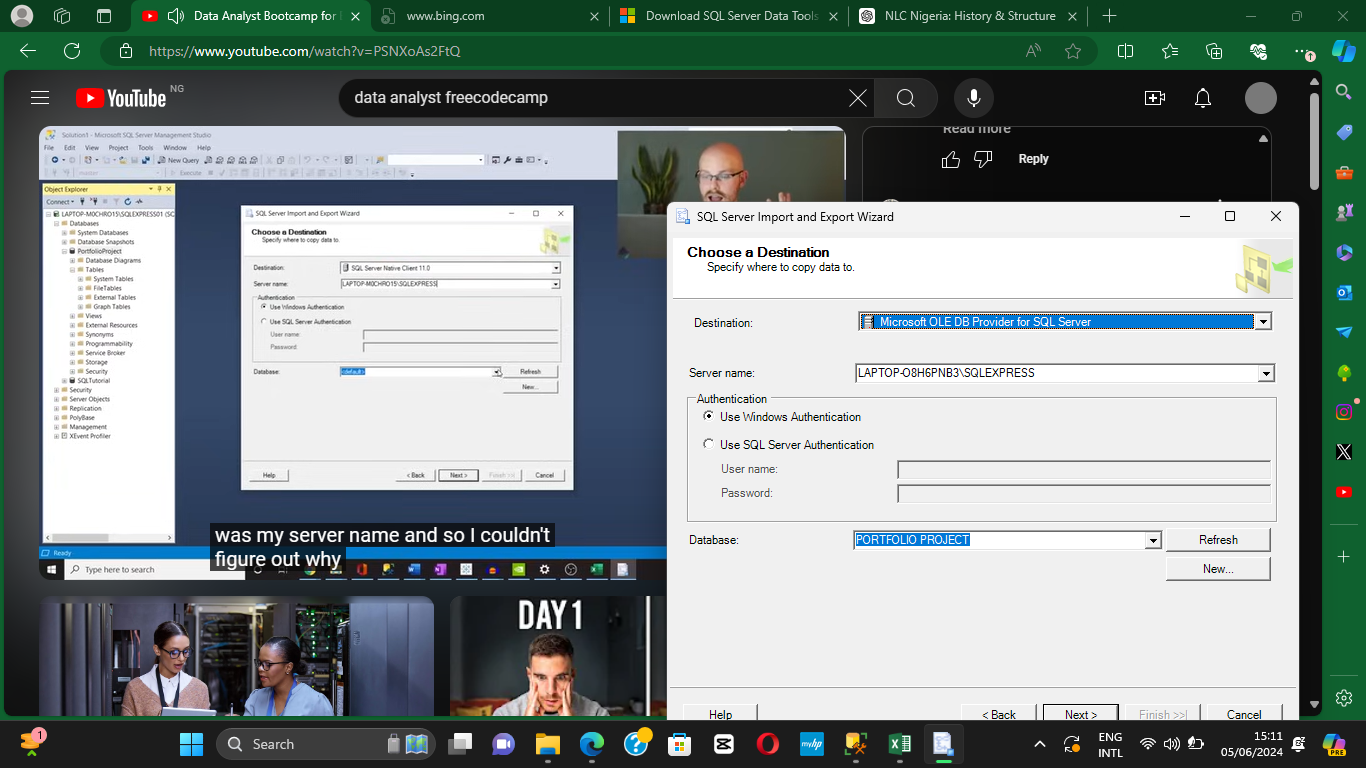 Data Analyst Bootcamp for
www.bing.com
Download SQL Server Data Tools
NLC Nigeria: History & Structure
https://www.youtube.com/watch?v=PSNXoAs2FtQ
YouTube NG
data analyst freecodecamp
Solution1 - Microsoft SQL Server Management Studio
File Edit View Project Tools Window Help
New Query
Execute
Object Explorer
Connect
LAPTOP-M0CHRO15\SQLEXPRESS01 (SQ
Databases
System Databases
Database Snapshots
PortfolioProject
Database Diagrams
Tables
System Tables
FileTables
External Tables
Graph Tables
Views
External Resources
Synonyms
Programmability
Service Broker
Storage
Security
SQLTutorial
Security
Server Objects
Replication
PolyBase
Management
XEvent Profiler
Ready
Type here to search
SQL Server Import and Export Wizard
Choose a Destination
Specify where to copy data to.
Destination: SQL Server Native Client 11.0
Server name: LAPTOP-M0CHRO15\SQLEXPRESS
Authentication
Use Windows Authentication
Use SQL Server Authentication
User name:
Password:
Database: <default> Refresh
New...
Help < Back Next > Finish >>| Cancel
was my server name and so I couldn't
figure out why
DAY 1
Read more
Reply
SQL Server Import and Export Wizard
Choose a Destination
Specify where to copy data to.
Destination: Microsoft OLE DB Provider for SQL Server
Server name: LAPTOP-O8H6PNB3\SQLEXPRESS
Authentication
Use Windows Authentication
Use SQL Server Authentication
User name:
Password:
Database: PORTFOLIO PROJECT Refresh
New...
Help < Back Next > Finish >>| Cancel
1
Search
myhp
ENG
INTL
15:11
05/06/2024
PRE